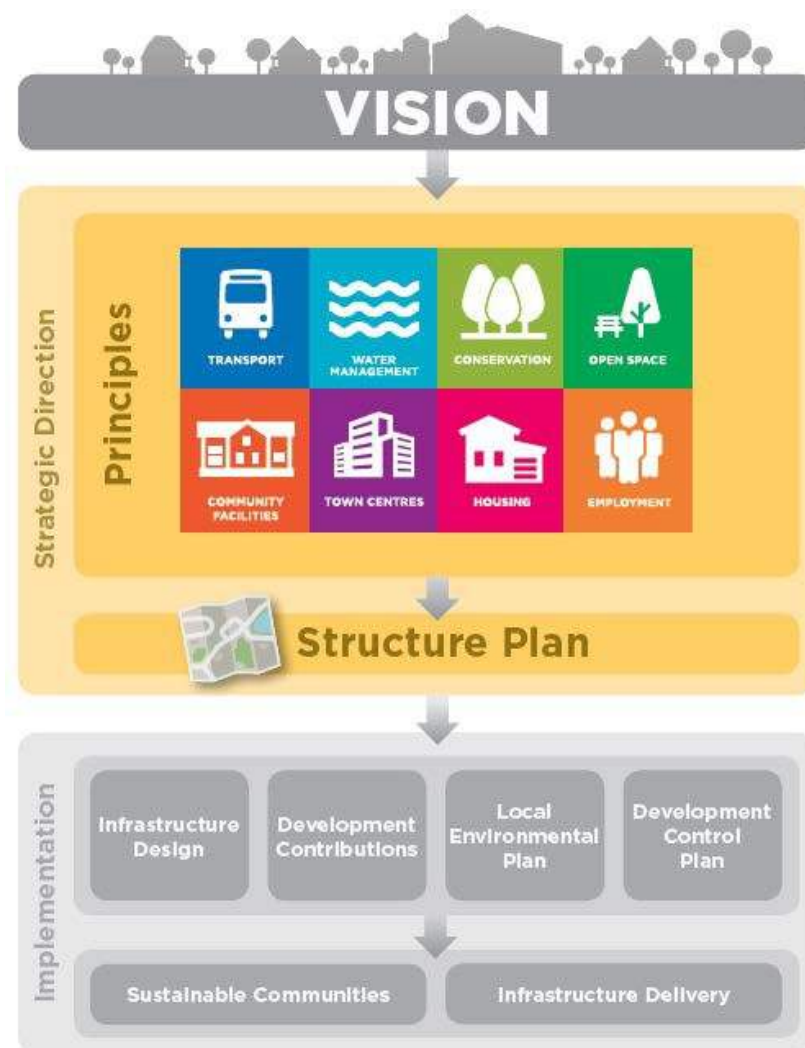 VISION
Strategic Direction
Principles
TRANSPORT
WATER
MANAGEMENT
CONSERVATION
OPEN SPACE
COMMUNITY
FACILITIES
TOWN CENTRES
HOUSING
EMPLOYMENT
Structure Plan
Implementation
Infrastructure
Design
Development
Contributions
Local
Environmental
Plan
Development
Control
Plan
Sustainable Communities
Infrastructure Delivery